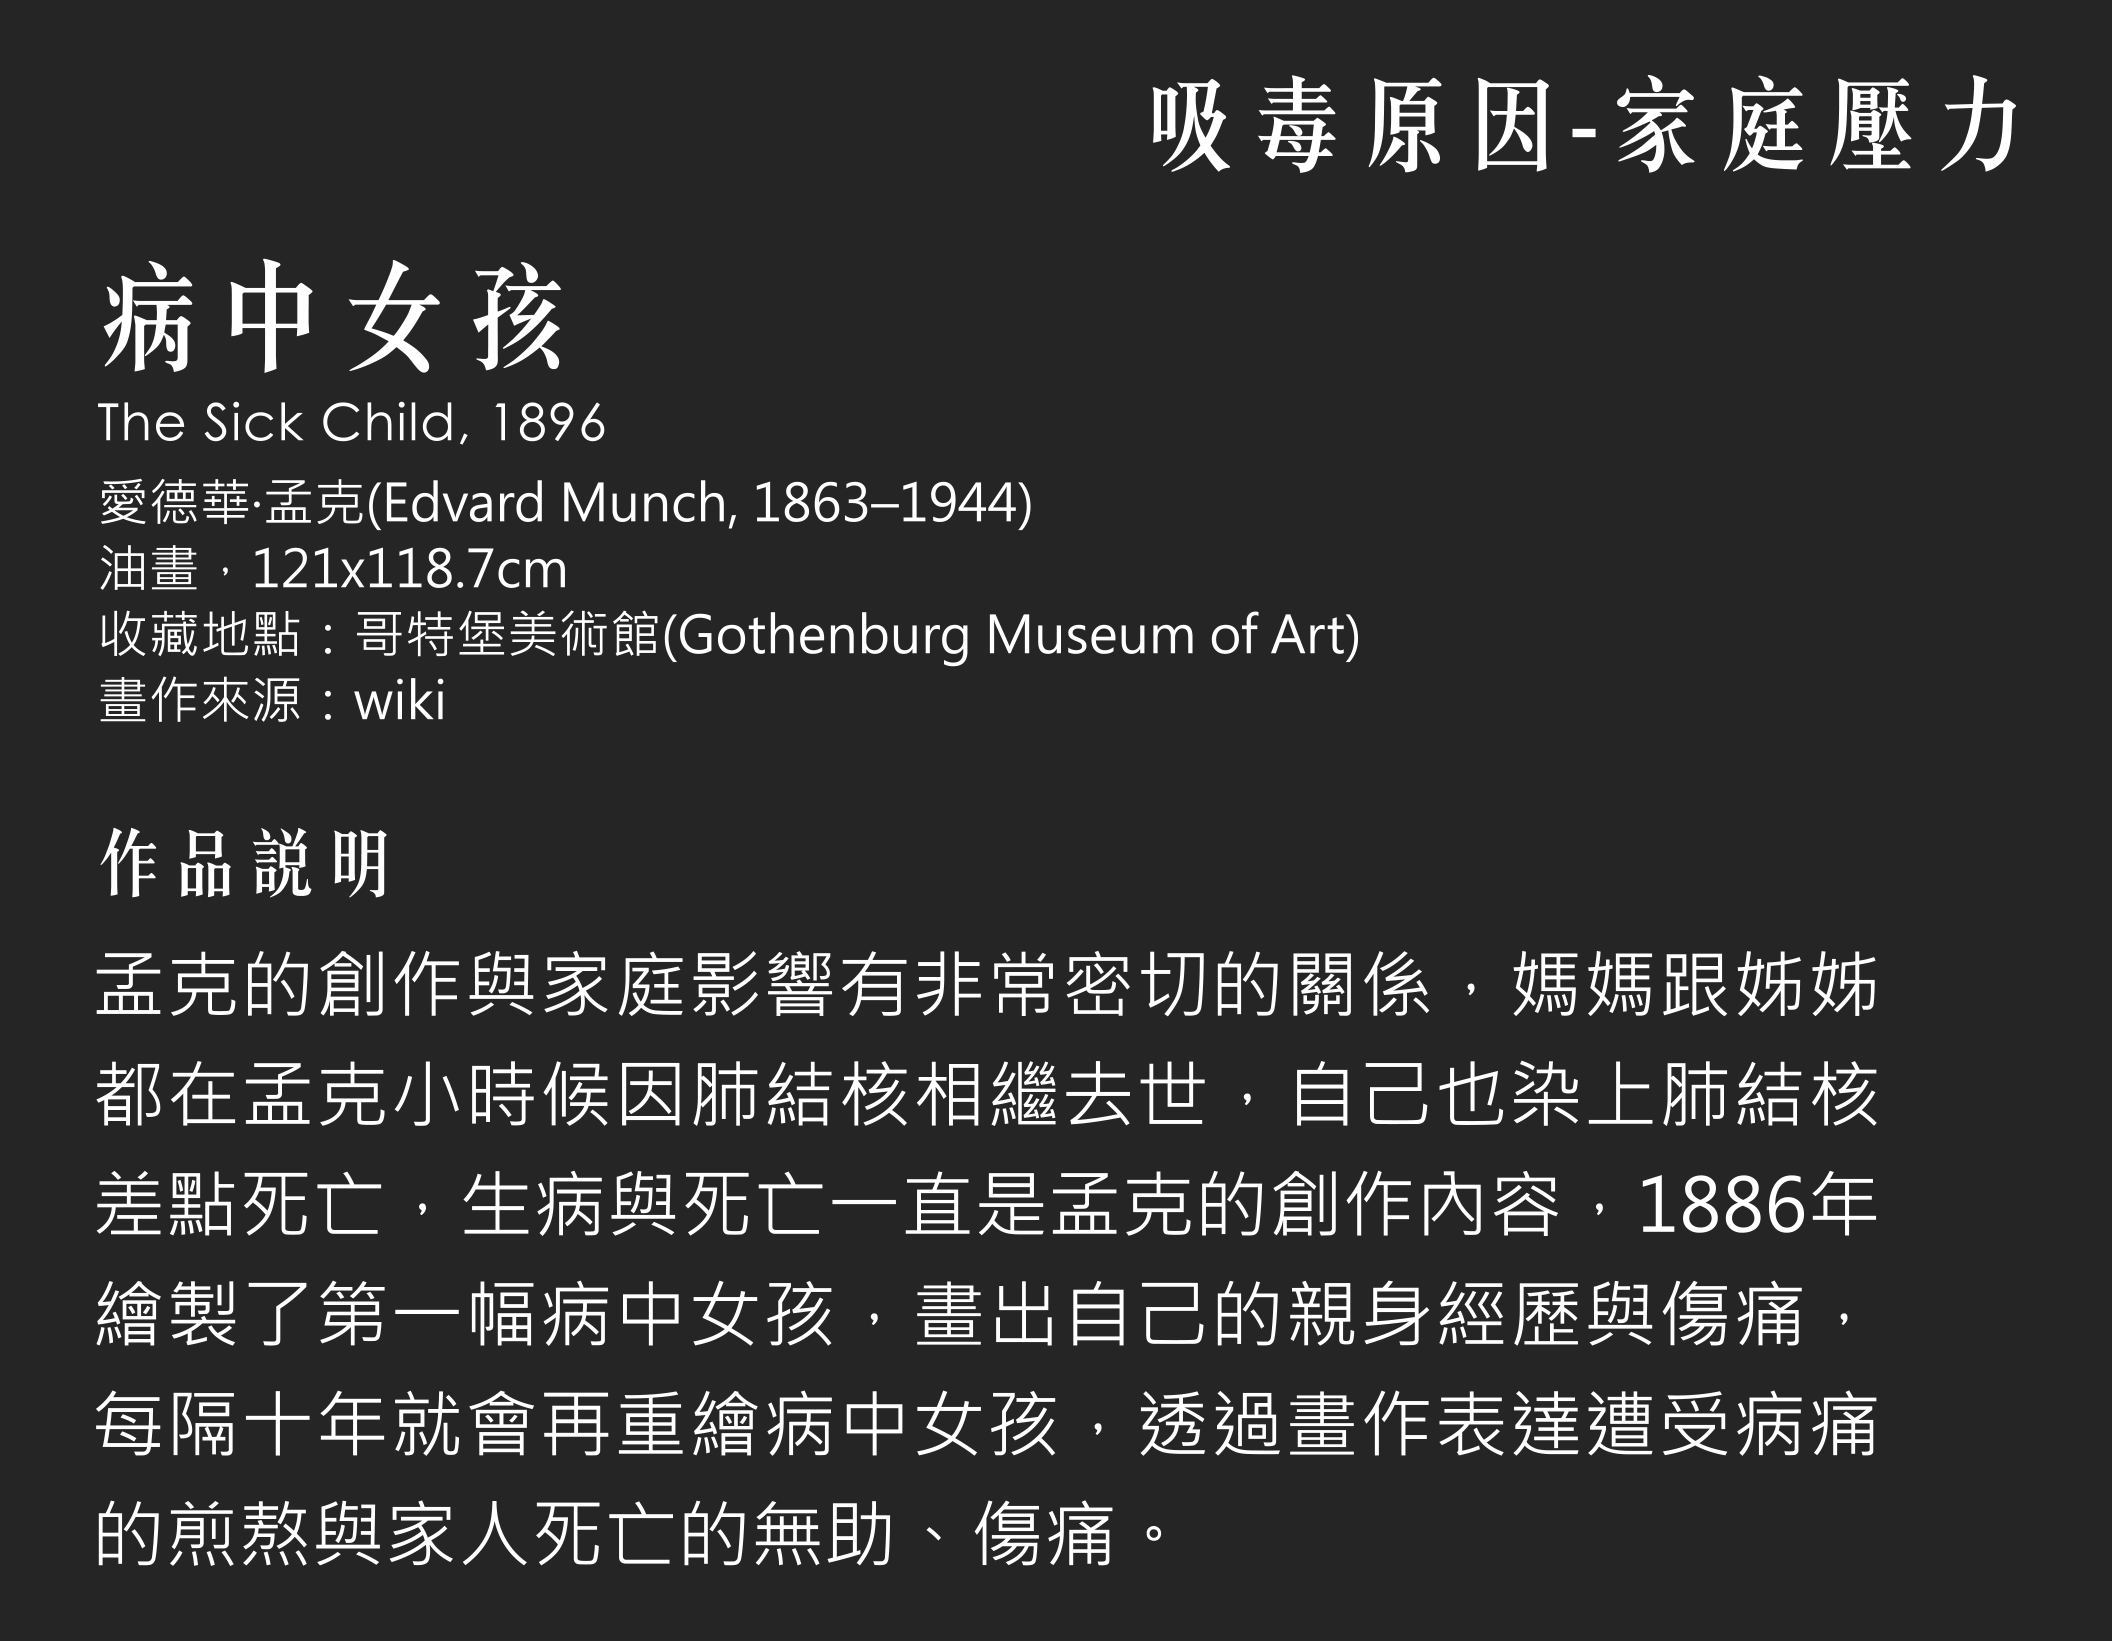 吸毒原因-家庭壓力
病中女孩
The Sick Child, 1896
愛德華·孟克(Edvard Munch, 1863–1944)
油畫，121x118.7cm
收藏地點：哥特堡美術館(Gothenburg Museum of Art)
畫作來源：wiki
作品說明
孟克的創作與家庭影響有非常密切的關係，媽媽跟姊姊
都在孟克小時候因肺結核相繼去世，自己也染上肺結核
差點死亡，生病與死亡一直是孟克的創作內容，1886年
繪製了第一幅病中女孩，畫出自己的親身經歷與傷痛，
每隔十年就會再重繪病中女孩，透過畫作表達遭受病痛
的煎熬與家人死亡的無助、傷痛。